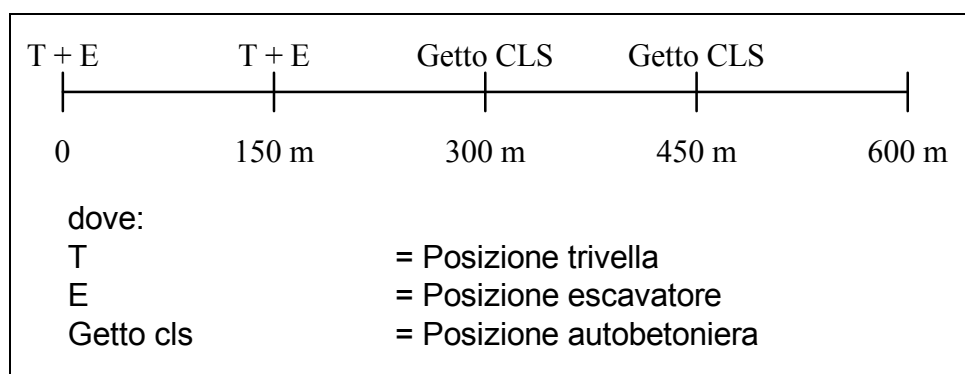 T + E T + E Getto CLS Getto CLS
0 150 m 300 m 450 m 600 m
dove:
T = Posizione trivella
E = Posizione escavatore
Getto cls = Posizione autobetoniera